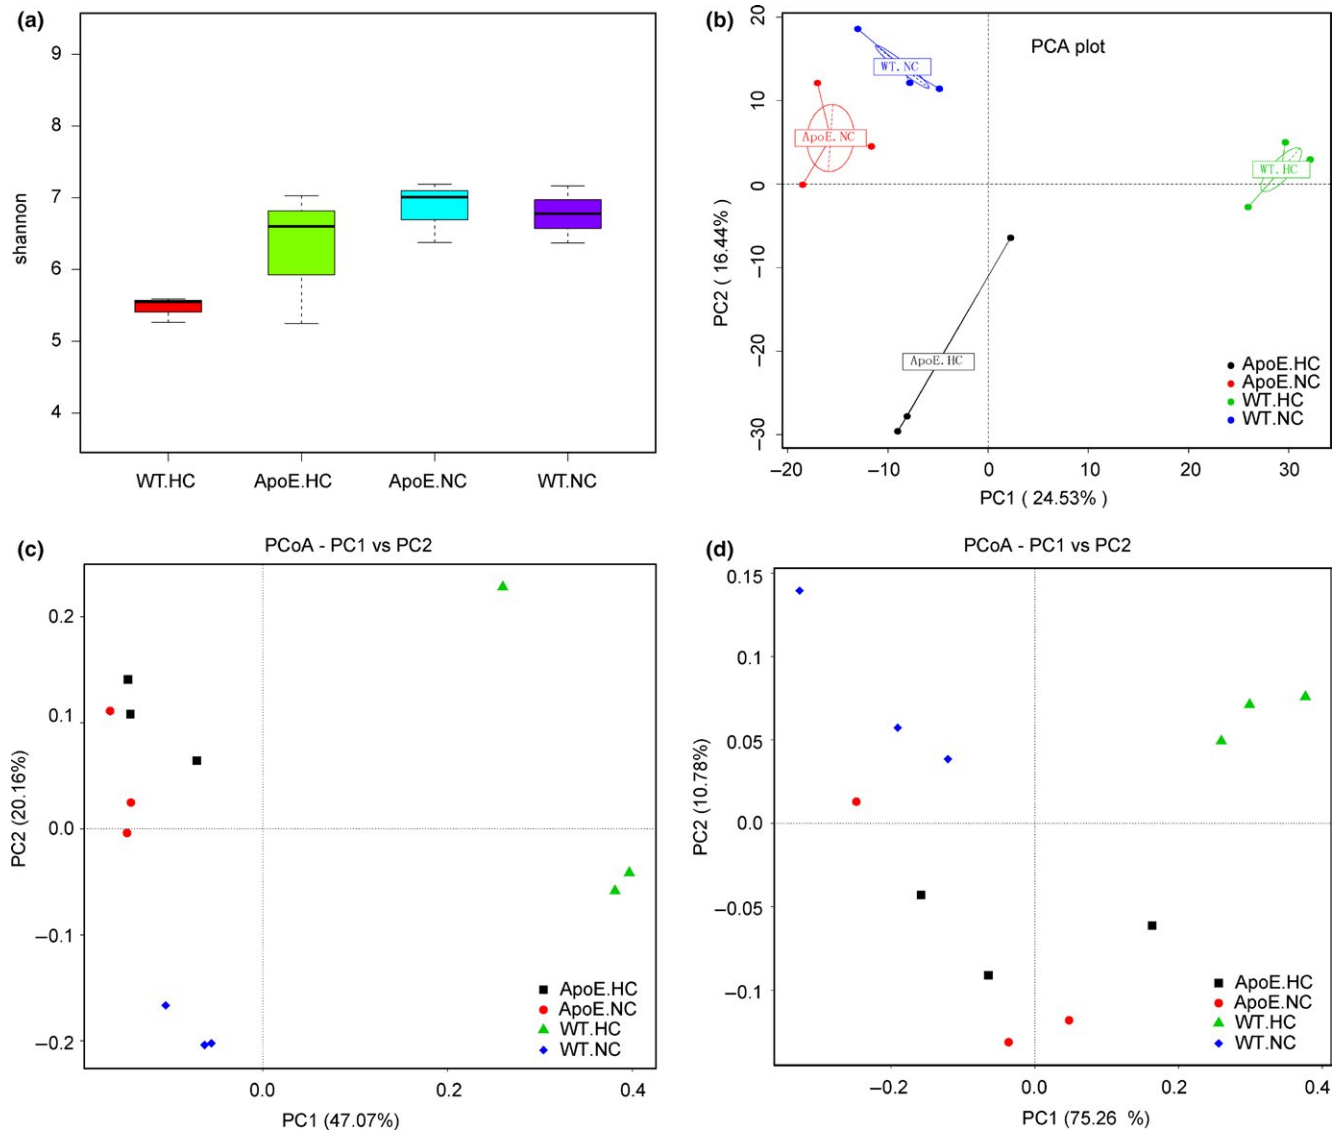 (a)
9
8
7
6
5
4
shannon
WT.HC
ApoE.HC
ApoE.NC
WT.NC
(b)
PCA plot
20
10
0
–10
–20
–30
PC2 ( 16.44% )
WT.NC
ApoE.NC
WT.HC
ApoE.HC
ApoE.HC
ApoE.NC
WT.HC
WT.NC
–20
–10
0
10
20
30
PC1 ( 24.53% )
(c)
PCoA - PC1 vs PC2
0.2
0.1
0.0
–0.1
–0.2
PC2 (20.16%)
ApoE.HC
ApoE.NC
WT.HC
WT.NC
0.0
0.2
0.4
PC1 (47.07%)
(d)
PCoA - PC1 vs PC2
0.15
0.1
0.05
0.0
–0.05
–0.1
PC2 (10.78%)
ApoE.HC
ApoE.NC
WT.HC
WT.NC
–0.2
0.0
0.2
0.4
PC1 (75.26 %)